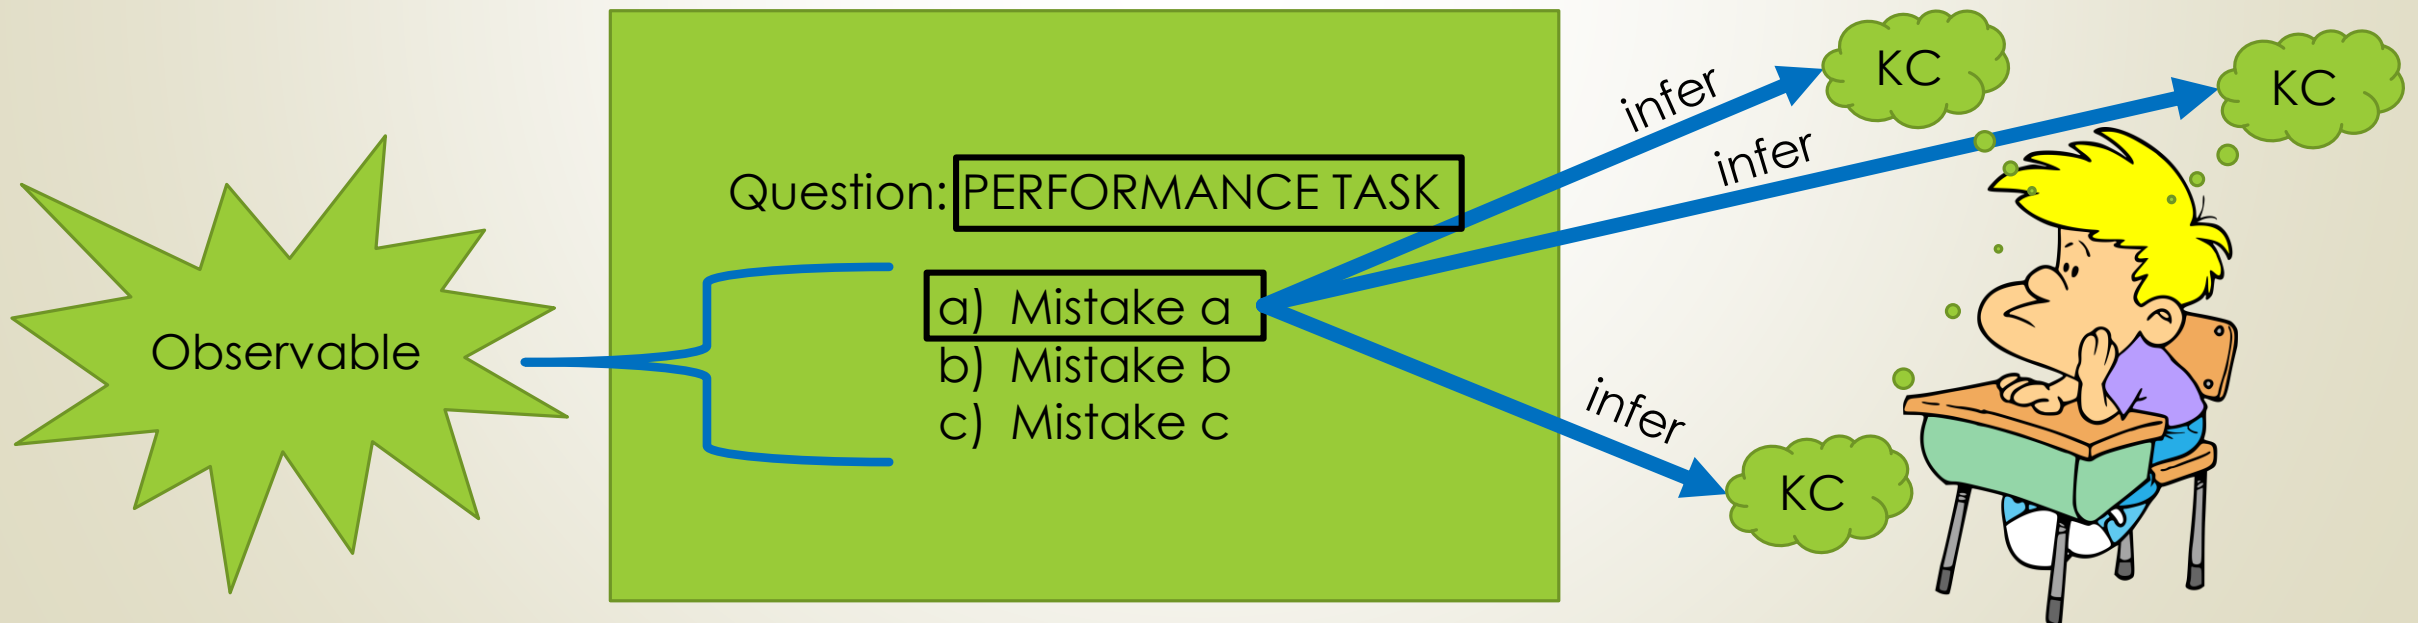 Observable
Question: PERFORMANCE TASK
a) Mistake a
b) Mistake b
c) Mistake c
infer
infer
infer
KC
KC
KC